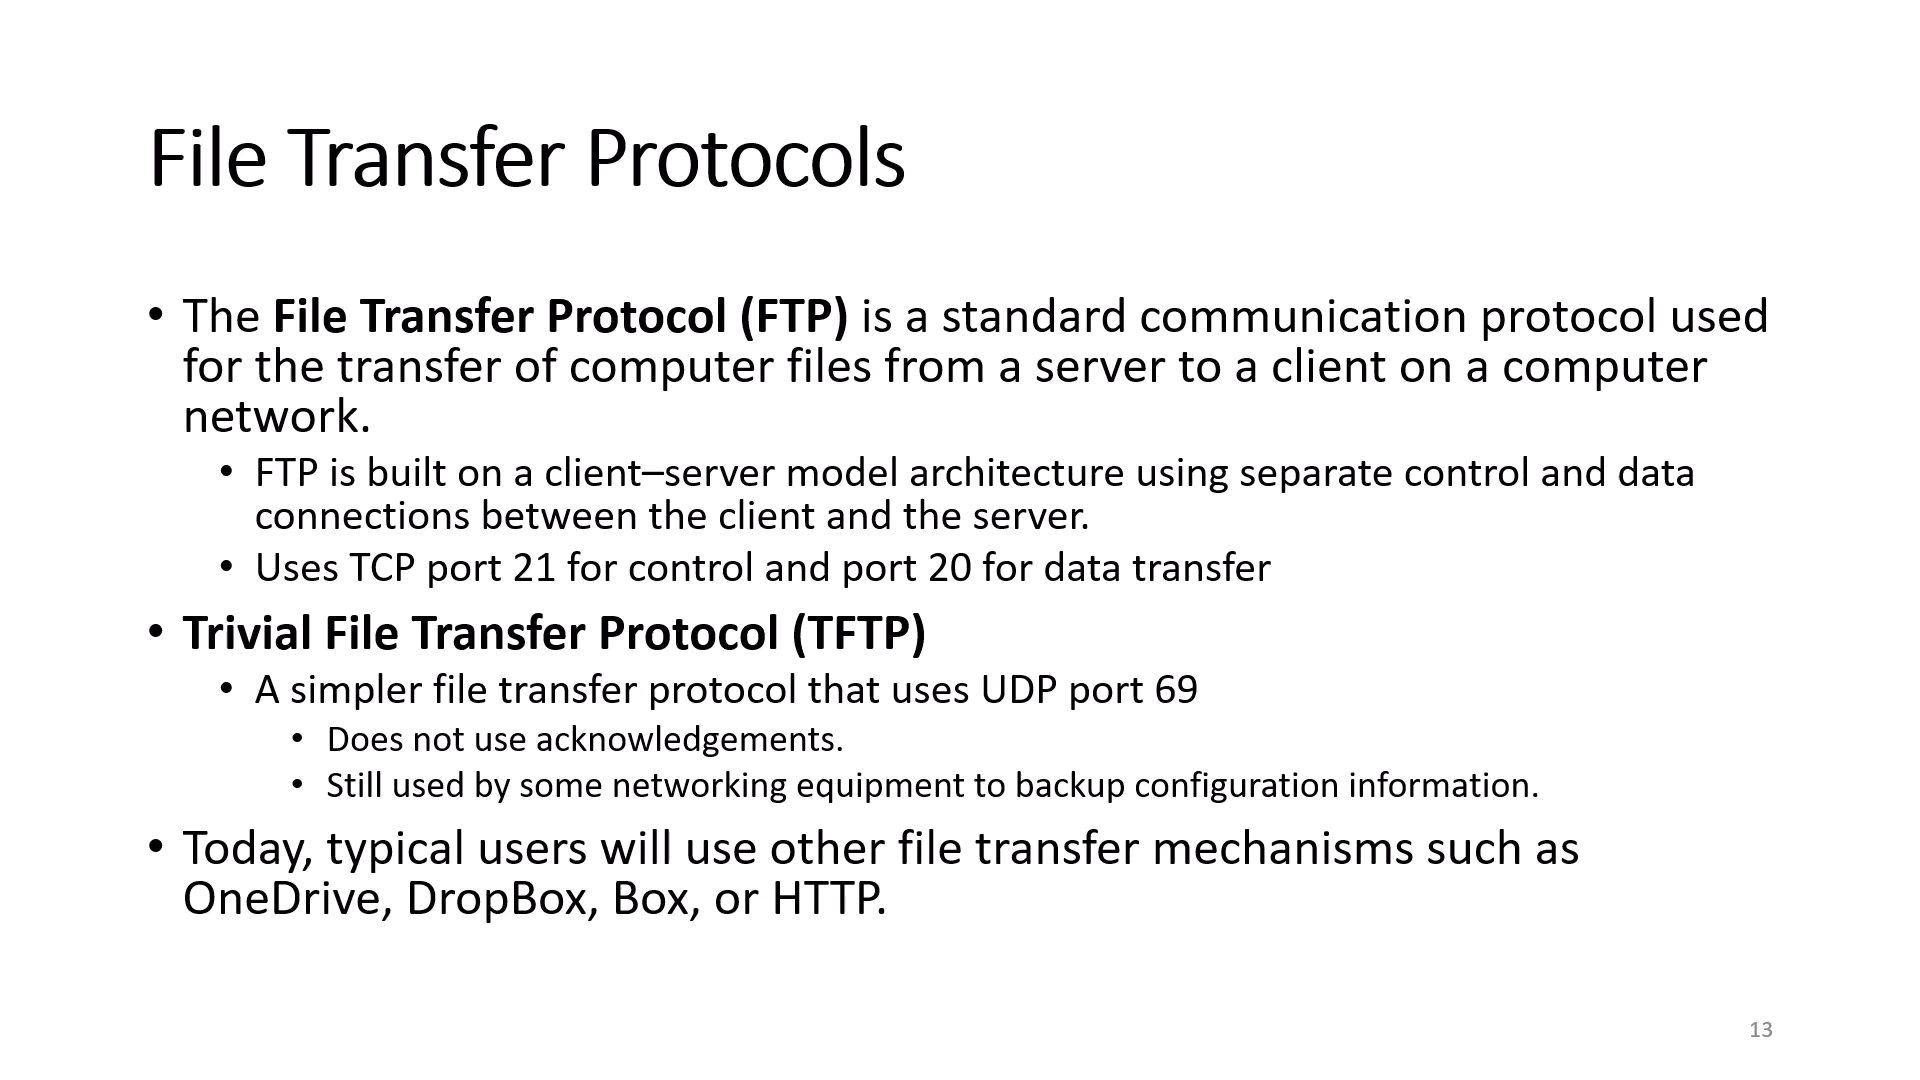 File Transfer Protocols
• The File Transfer Protocol (FTP) is a standard communication protocol used
for the transfer of computer files from a server to a client on a computer
network.
• FTP is built on a client–server model architecture using separate control and data
connections between the client and the server.
• Uses TCP port 21 for control and port 20 for data transfer
• Trivial File Transfer Protocol (TFTP)
• A simpler file transfer protocol that uses UDP port 69
• Does not use acknowledgements.
• Still used by some networking equipment to backup configuration information.
• Today, typical users will use other file transfer mechanisms such as
OneDrive, DropBox, Box, or HTTP.
13